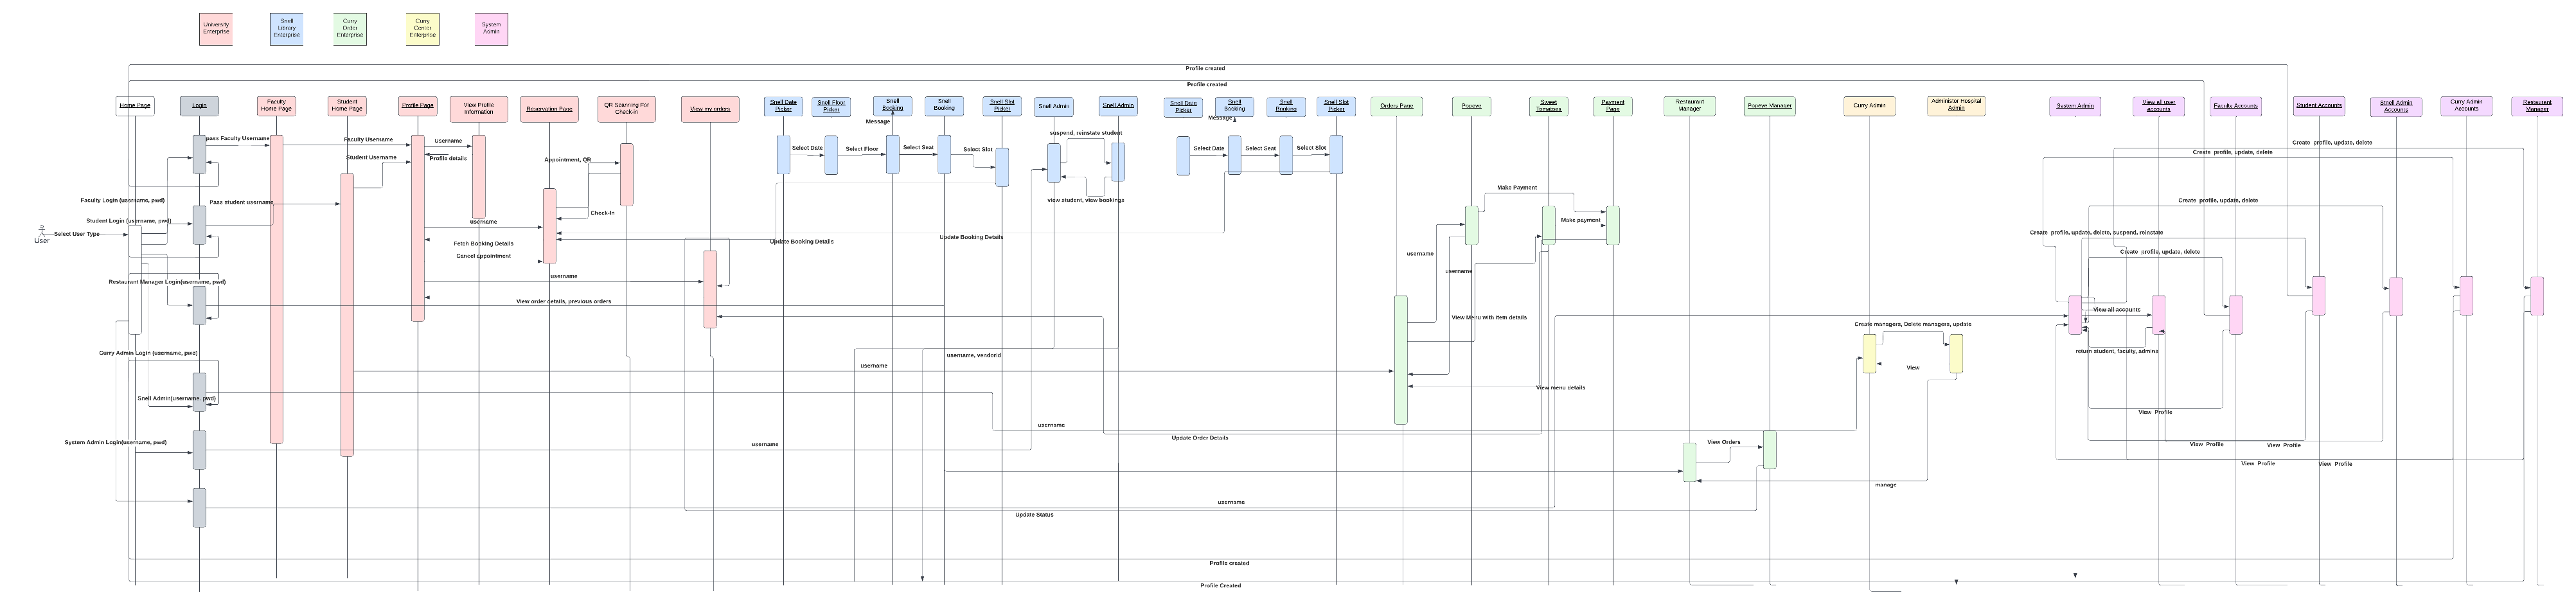 University
Enterprise
Snell
Library
Enterprise
Curry
Order
Enterprise
Curry
Center
Enterprise
System
Admin
Profile created
Profile created
Home Page
Login
Faculty
Home Page
Student
Home Page
Profile Page
View Profile
Information
Reservation Page
QR Scanning For
Check-in
View my orders
Snell Date
Picker
Snell Floor
Picker
Snell
Booking
Snell
Booking
Snell Slot
Picker
Snell Admin
Snell Admin
Snell Date
Picker
Snell
Booking
Snell
Booking
Snell Slot
Picker
Orders Page
Popeye
Sweet
Tomatoes
Payment
Page
Restaurant
Manager
Popeye Manager
Curry Admin
Administor Hospital
Admin
System Admin
View all user
accounts
Faculty Accounts
Student Accounts
Snell Admin
Accounts
Curry Admin
Accounts
Restaurant
Manager
Message
Message
suspend, reinstate student
pass Faculty Username
Faculty Username
Username
Student Username
Profile details
Appointment, QR
Select Date
Select Floor
Select Seat
Select Slot
Select Date
Select Seat
Select Slot
Create profile, update, delete
Create profile, update, delete
Make Payment
view student, view bookings
Create profile, update, delete
Faculty Login (username, pwd)
Pass student username
Check-In
Student Login (username, pwd)
username
Make payment
User
Select User Type
Create profile, update, delete, suspend, reinstate
Update Booking Details
Update Booking Details
Fetch Booking Details
Cancel appointment
username
Create profile, update, delete
username
username
Restaurant Manager Login(username, pwd)
View order details, previous orders
View all accounts
View Menu with item details
Create managers, Delete managers, update
Curry Admin Login (username, pwd)
username, vendorid
return student, faculty, admins
username
View
View menu details
Snell Admin(username, pwd)
View Profile
username
Update Order Details
System Admin Login(username, pwd)
username
View Orders
View Profile
View Profile
View Profile
View Profile
manage
username
Update Status
Profile created
Profile Created